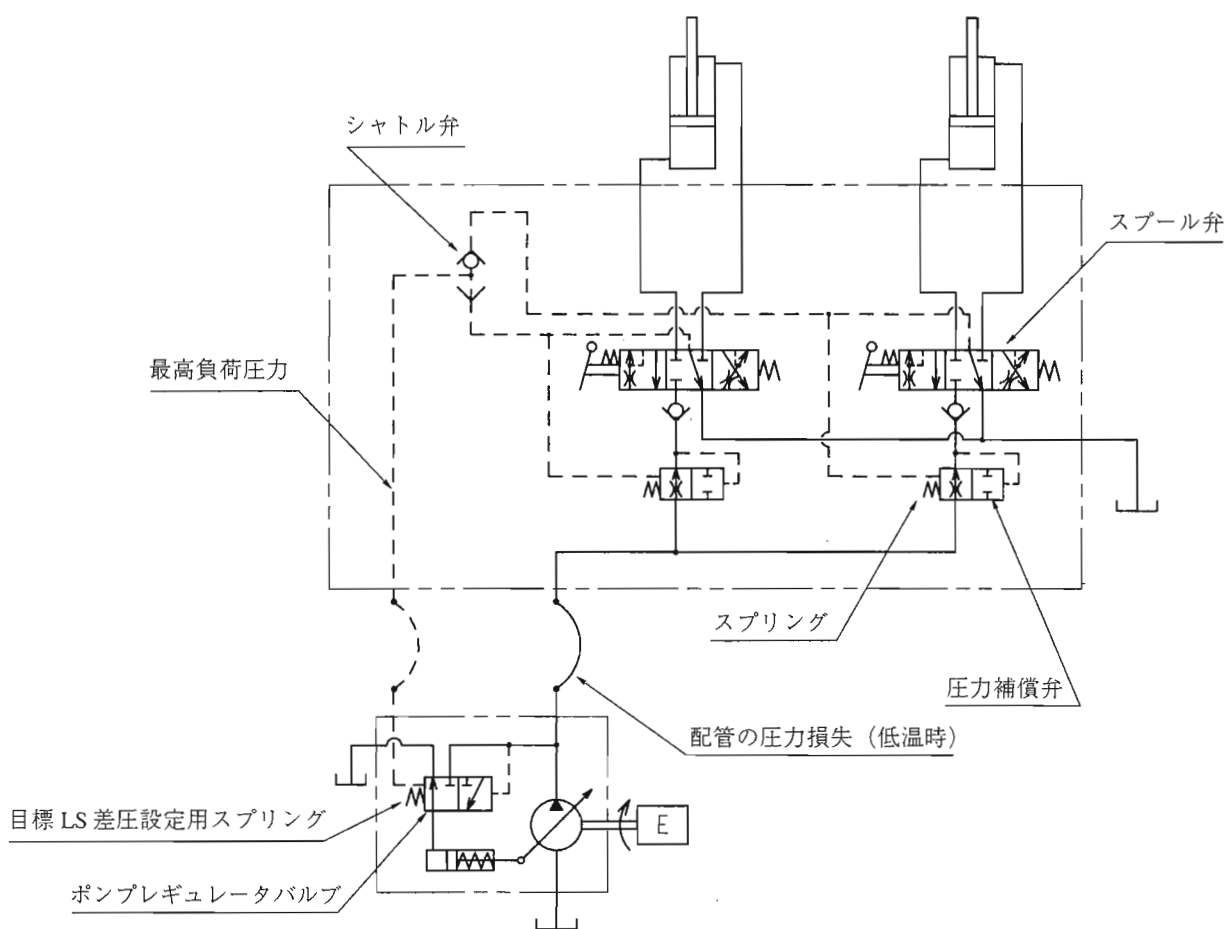 シャトル弁
スプール弁
最高負荷圧力
スプリング
圧力補償弁
配管の圧力損失（低温時）
目標 LS 差圧設定用スプリング
E
ポンプレギュレータバルブ